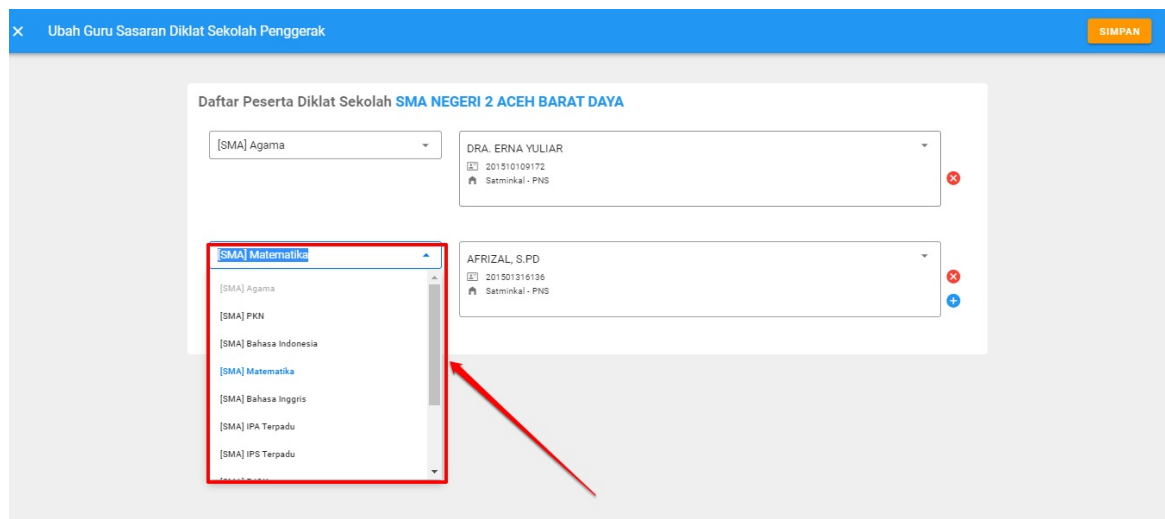 Ubah Guru Sasaran Diklat Sekolah Penggerak
SIMPAN
Daftar Peserta Diklat Sekolah SMA NEGERI 2 ACEH BARAT DAYA
[SMA] Agama
DRA. ERNA YULIAR
201510109172
Satminkal - PNS
[SMA] Matematika
AFRIZAL, S.PD
201501316136
Satminkal - PNS
[SMA] Agama
[SMA] PKN
[SMA] Bahasa Indonesia
[SMA] Matematika
[SMA] Bahasa Inggris
[SMA] IPA Terpadu
[SMA] IPS Terpadu